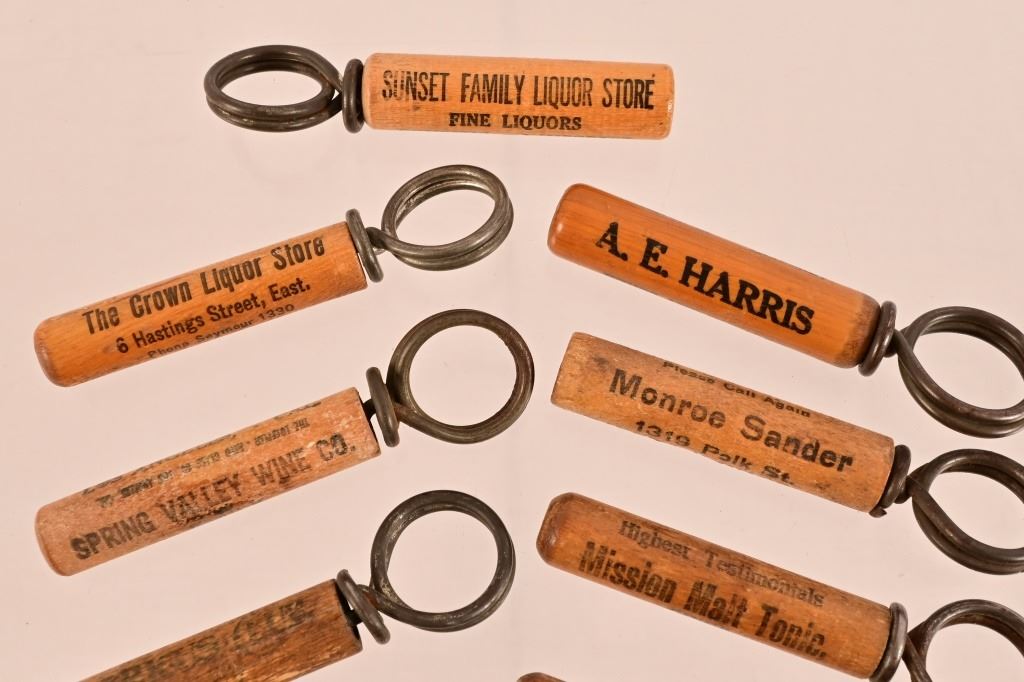 SUNSET FAMILY LIQUOR STORE
FINE LIQUORS
The Crown Liquor Store
6 Hastings Street, East.
Phone Seymour 1330
A. E. HARRIS
Please Call Again
Monroe Sander
1319 Polk St.
SPRING VALLEY WINE CO.
Highest Testimonials
Mission Malt Tonic.